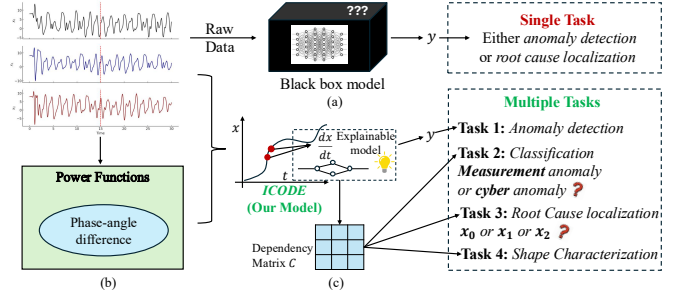 Raw
Data
???
Black box model
(a)
y
Single Task
Either anomaly detection
or root cause localization
Time
Power Functions
Phase-angle
difference
(b)
x
t
dx
dt
Explainable
model
ICODE
(Our Model)
Dependency
Matrix C
(c)
y
Multiple Tasks
Task 1: Anomaly detection
Task 2: Classification
Measurement anomaly
or cyber anomaly ?
Task 3: Root Cause localization
x₀ or x₁ or x₂ ?
Task 4: Shape Characterization